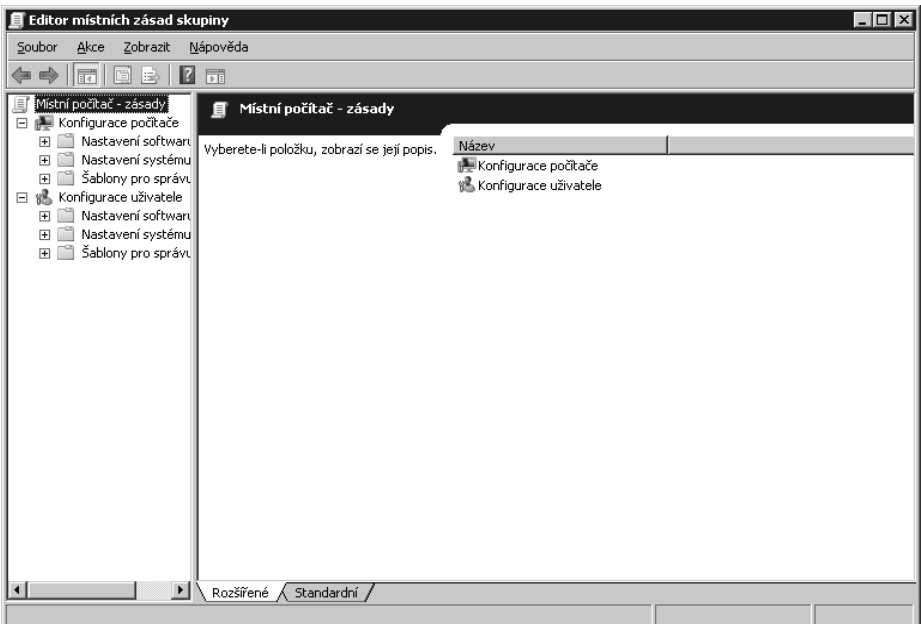 Editor místních zásad skupiny
Soubor Akce Zobrazit Nápověda
Místní počítač - zásady
Konfigurace počítače
Nastavení softwaru
Nastavení systému
Šablony pro správu
Konfigurace uživatele
Nastavení softwaru
Nastavení systému
Šablony pro správu
Místní počítač - zásady
Vyberete-li položku, zobrazí se její popis.
Název
Konfigurace počítače
Konfigurace uživatele
Rozšířené Standardní